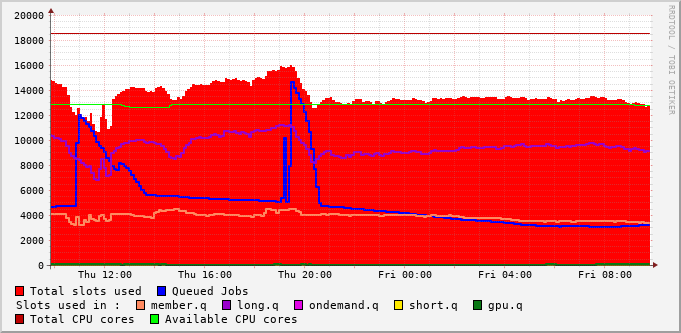 20000
18000
16000
14000
12000
10000
8000
6000
4000
2000
0
Thu 12:00 Thu 16:00 Thu 20:00 Fri 00:00 Fri 04:00 Fri 08:00
RRDTOOL / TOBI OETIKER
Total slots used Queued Jobs
Slots used in : member.q long.q ondemand.q short.q gpu.q
Total CPU cores Available CPU cores